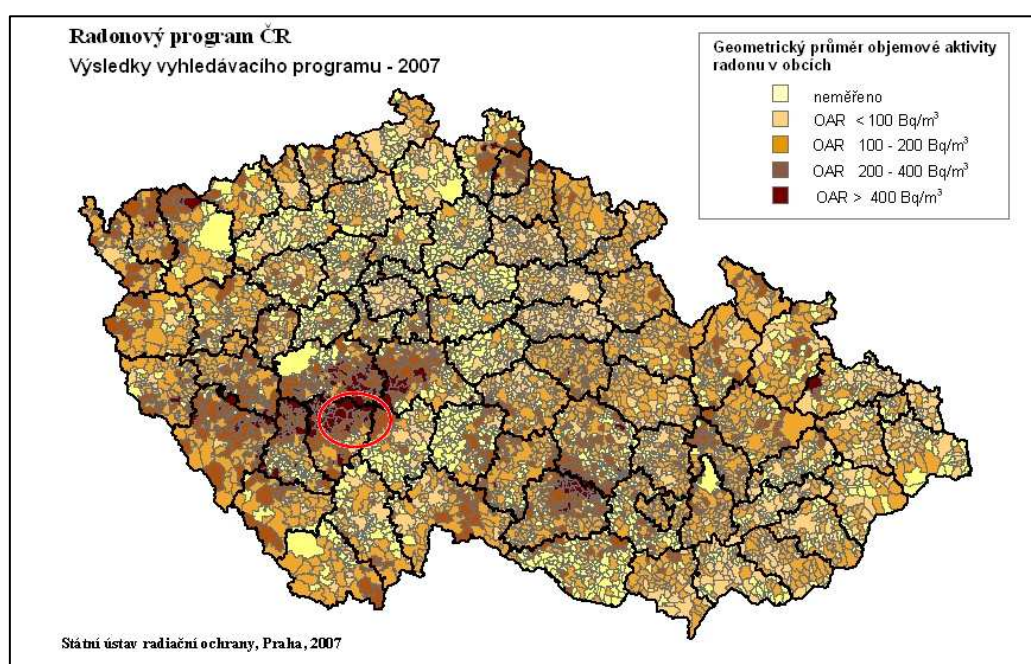 Radonový program ČR
Výsledky vyhledávacího programu - 2007
Geometrický průměr objemové aktivity
radonu v obcích
neměřeno
OAR < 100 Bq/m³
OAR 100 - 200 Bq/m³
OAR 200 - 400 Bq/m³
OAR > 400 Bq/m³
Státní ústav radiační ochrany, Praha, 2007